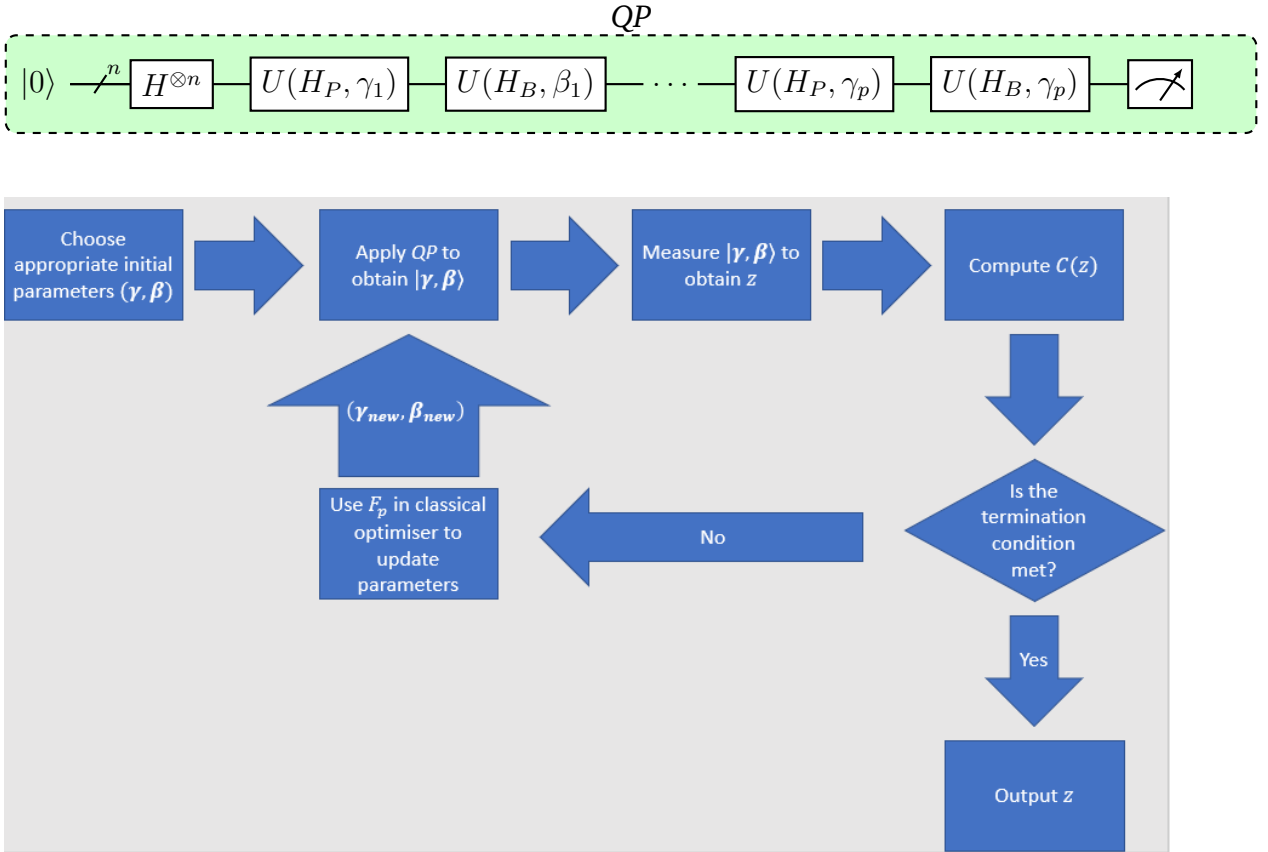 QP
|0⟩ n H^{⊗n} U(H_P, γ_1) U(H_B, β_1) ··· U(H_P, γ_p) U(H_B, γ_p)
Choose
appropriate initial
parameters (γ, β)
Apply QP to
obtain |γ, β⟩
Measure |γ, β⟩ to
obtain z
Compute C(z)
(γ_new, β_new)
Is the
termination
condition
met?
Use F_p in classical
optimiser to
update
parameters
No
Yes
Output z